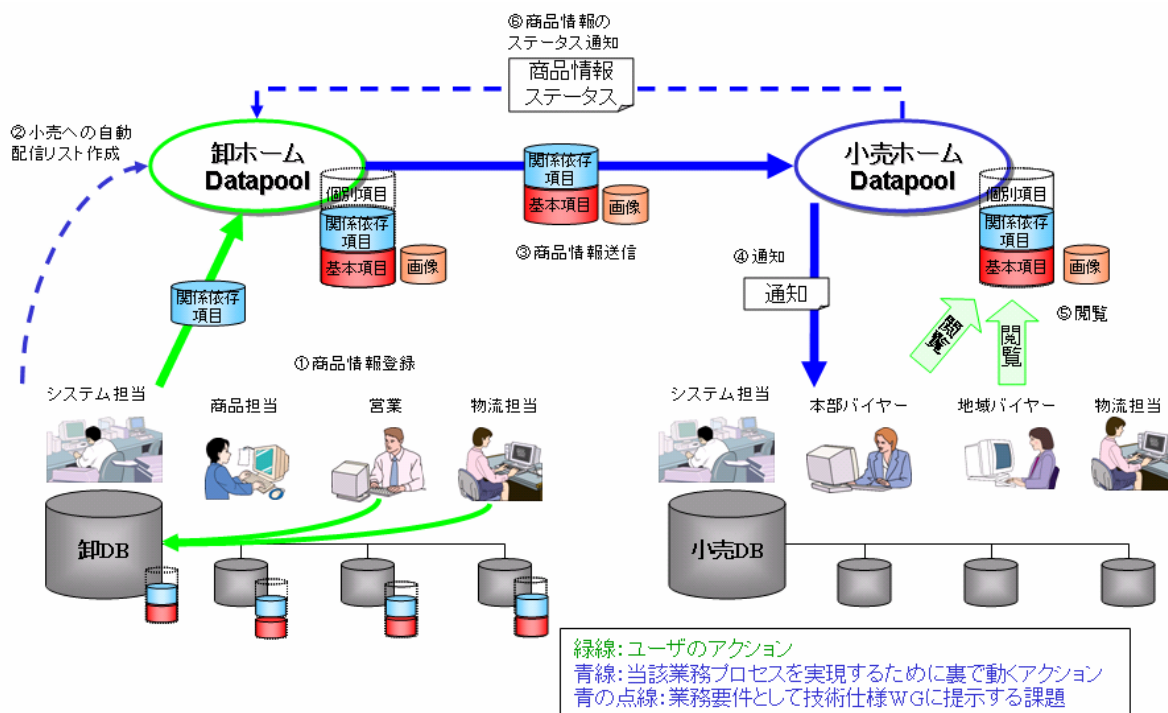 ⑥商品情報の
ステータス通知
商品情報
ステータス
②小売への自動
配信リスト作成
卸ホーム
Datapool
個別項目
関係依存
項目
基本項目
画像
関係依存
項目
基本項目
画像
③商品情報送信
小売ホーム
Datapool
個別項目
関係依存
項目
基本項目
画像
④通知
通知
⑤閲覧
閲覧
閲覧
関係依存
項目
①商品情報登録
システム担当
商品担当
営業
物流担当
システム担当
本部バイヤー
地域バイヤー
物流担当
卸DB
小売DB
緑線:ユーザのアクション
青線:当該業務プロセスを実現するために裏で動くアクション
青の点線:業務要件として技術仕様WGに提示する課題